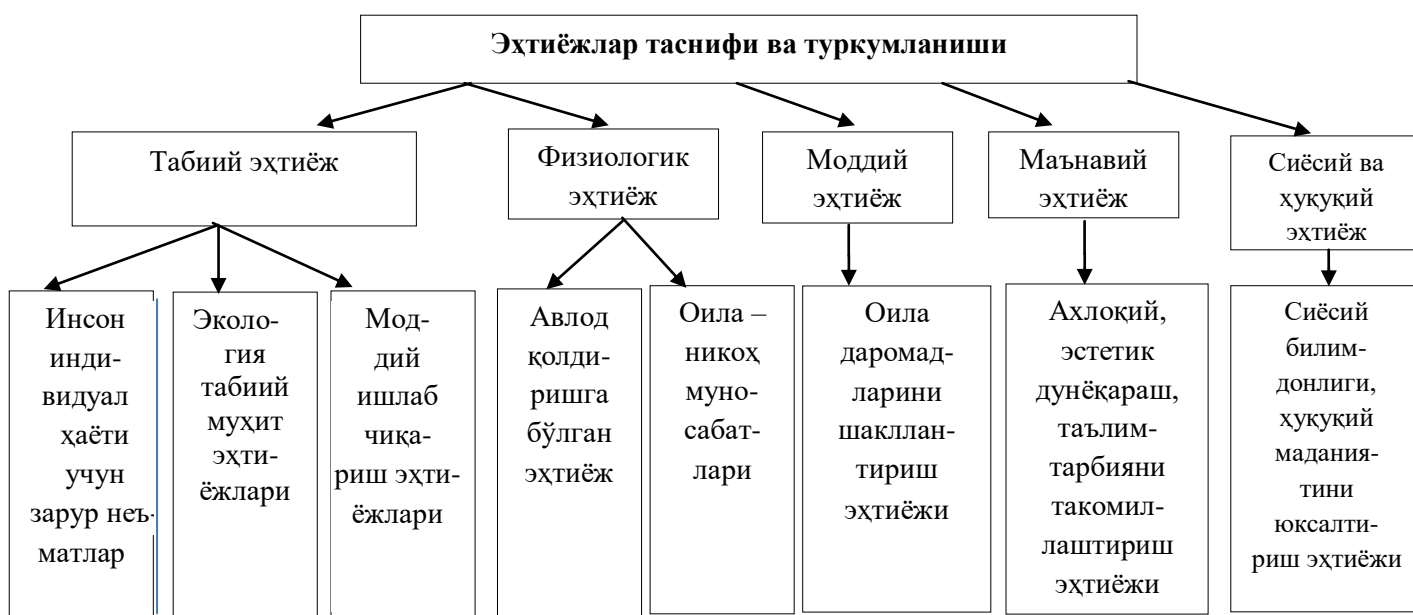 Эҳтиёжлар таснифи ва туркумланиши
Табиий эҳтиёж
Физиологик
эҳтиёж
Моддий
эҳтиёж
Маънавий
эҳтиёж
Сиёсий ва
ҳуқуқий
эҳтиёж
Инсон
инди-
видуал
ҳаёти
учун
зарур неъ-
матлар
Эколо-
гия
табиий
муҳит
эҳти-
ёжлари
Мод-
дий
ишлаб
чиқа-
риш эҳти-
ёжлари
Авлод
қолди-
ришга
бўлган
эҳтиёж
Оила –
никоҳ
муно-
сабат-
лари
Оила
даромад-
ларини
шакллан-
тириш
эҳтиёжи
Ахлоқий,
эстетик
дунёқараш,
таълим-
тарбияни
такомил-
лаштириш
эҳтиёжи
Сиёсий
билим-
донлиги,
ҳуқуқий
мадания-
тини
юксалти-
риш эҳтиёжи